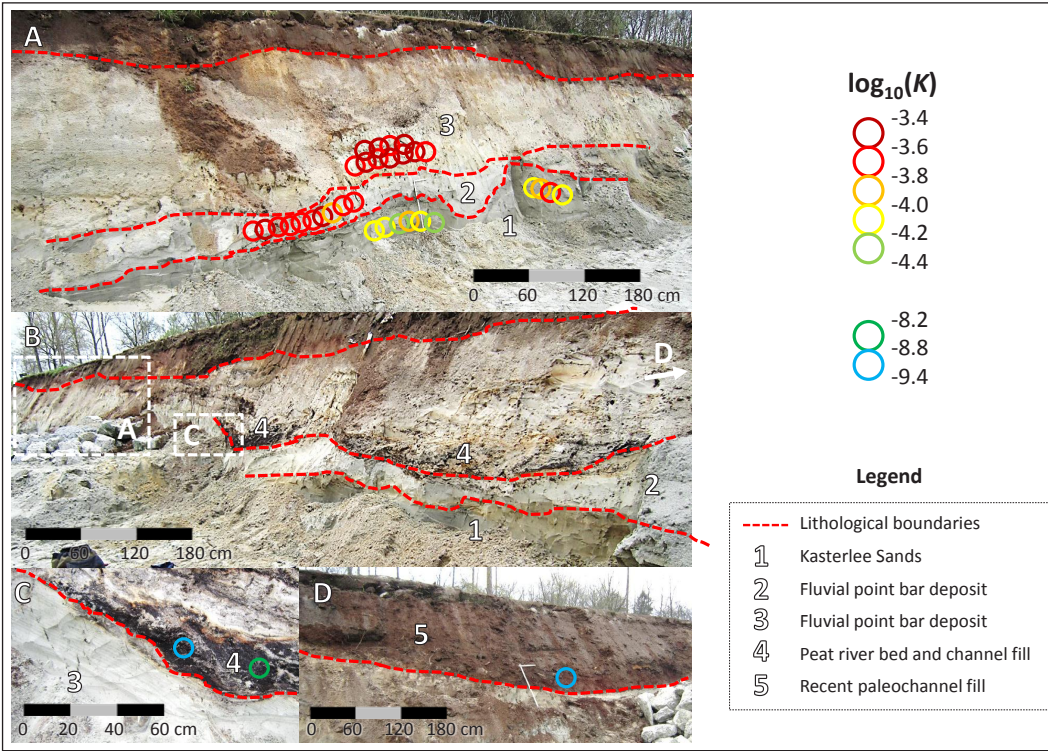 A
3
2
1
0 60 120 180 cm
B
D
A
C
4
4
2
1
0 60 120 180 cm
C
4
3
0 20 40 60 cm
D
5
0 60 120 180 cm
log10(K)
-3.4
-3.6
-3.8
-4.0
-4.2
-4.4
-8.2
-8.8
-9.4
Legend
Lithological boundaries
1 Kasterlee Sands
2 Fluvial point bar deposit
3 Fluvial point bar deposit
4 Peat river bed and channel fill
5 Recent paleochannel fill